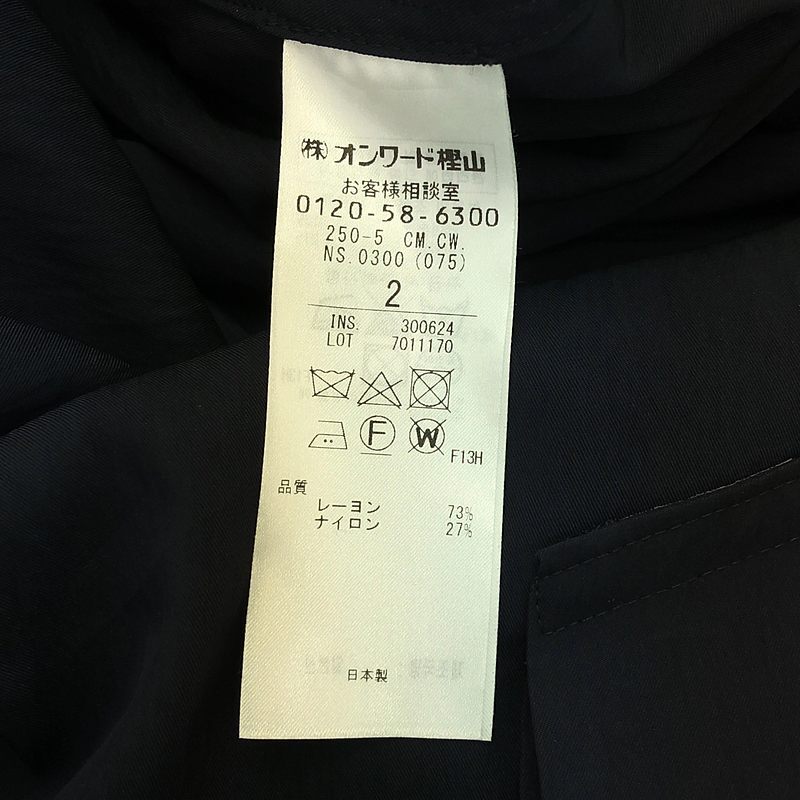 ㈱オンワード樫山
お客様相談室
0120-58-6300
250-5 CM.CW.
NS.0300 (075)
2
INS. 300624
LOT 7011170
F
W
F13H
品質
レーヨン 73%
ナイロン 27%
日本製